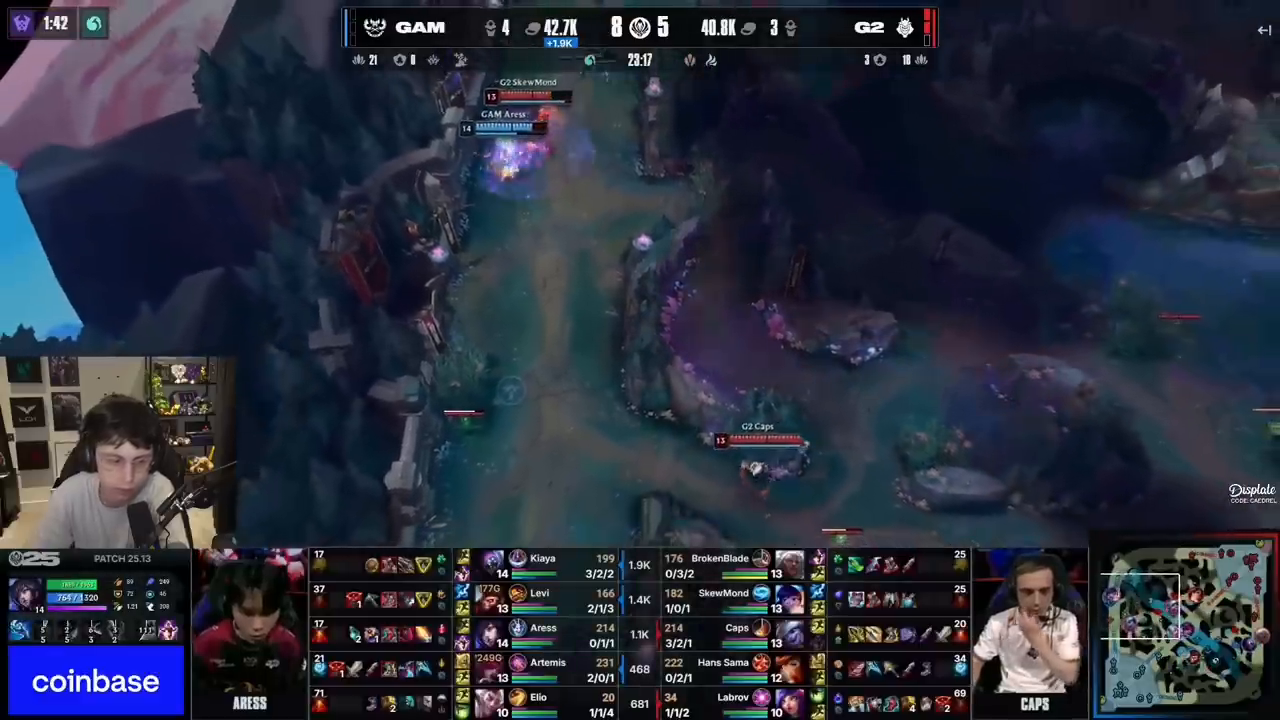 1:42
GAM 4 42.7K 8 5 40.8K 3 G2
+1.9K
21 0 23:17 3 18
G2 SkewMond
13
GAM Aress
14
G2 Caps
13
Displate
CODE: CAEDREL
25 PATCH 25.13
764 / 1320
14
coinbase
ARESS
17 Kiaya 199 1.9K 176 BrokenBlade 25
14 3/2/2 0/3/2 13
37 Levi 166 1.4K 182 SkewMond 25
13 2/1/3 1/0/1 13
17 Aress 214 1.1K 214 Caps 20
14 0/1/1 3/2/1 13
21 Artemis 231 468 222 Hans Sama 34
13 2/0/1 0/2/1 13
71 Elio 20 681 34 Labrov 69
10 1/1/4 1/1/2 10
CAPS